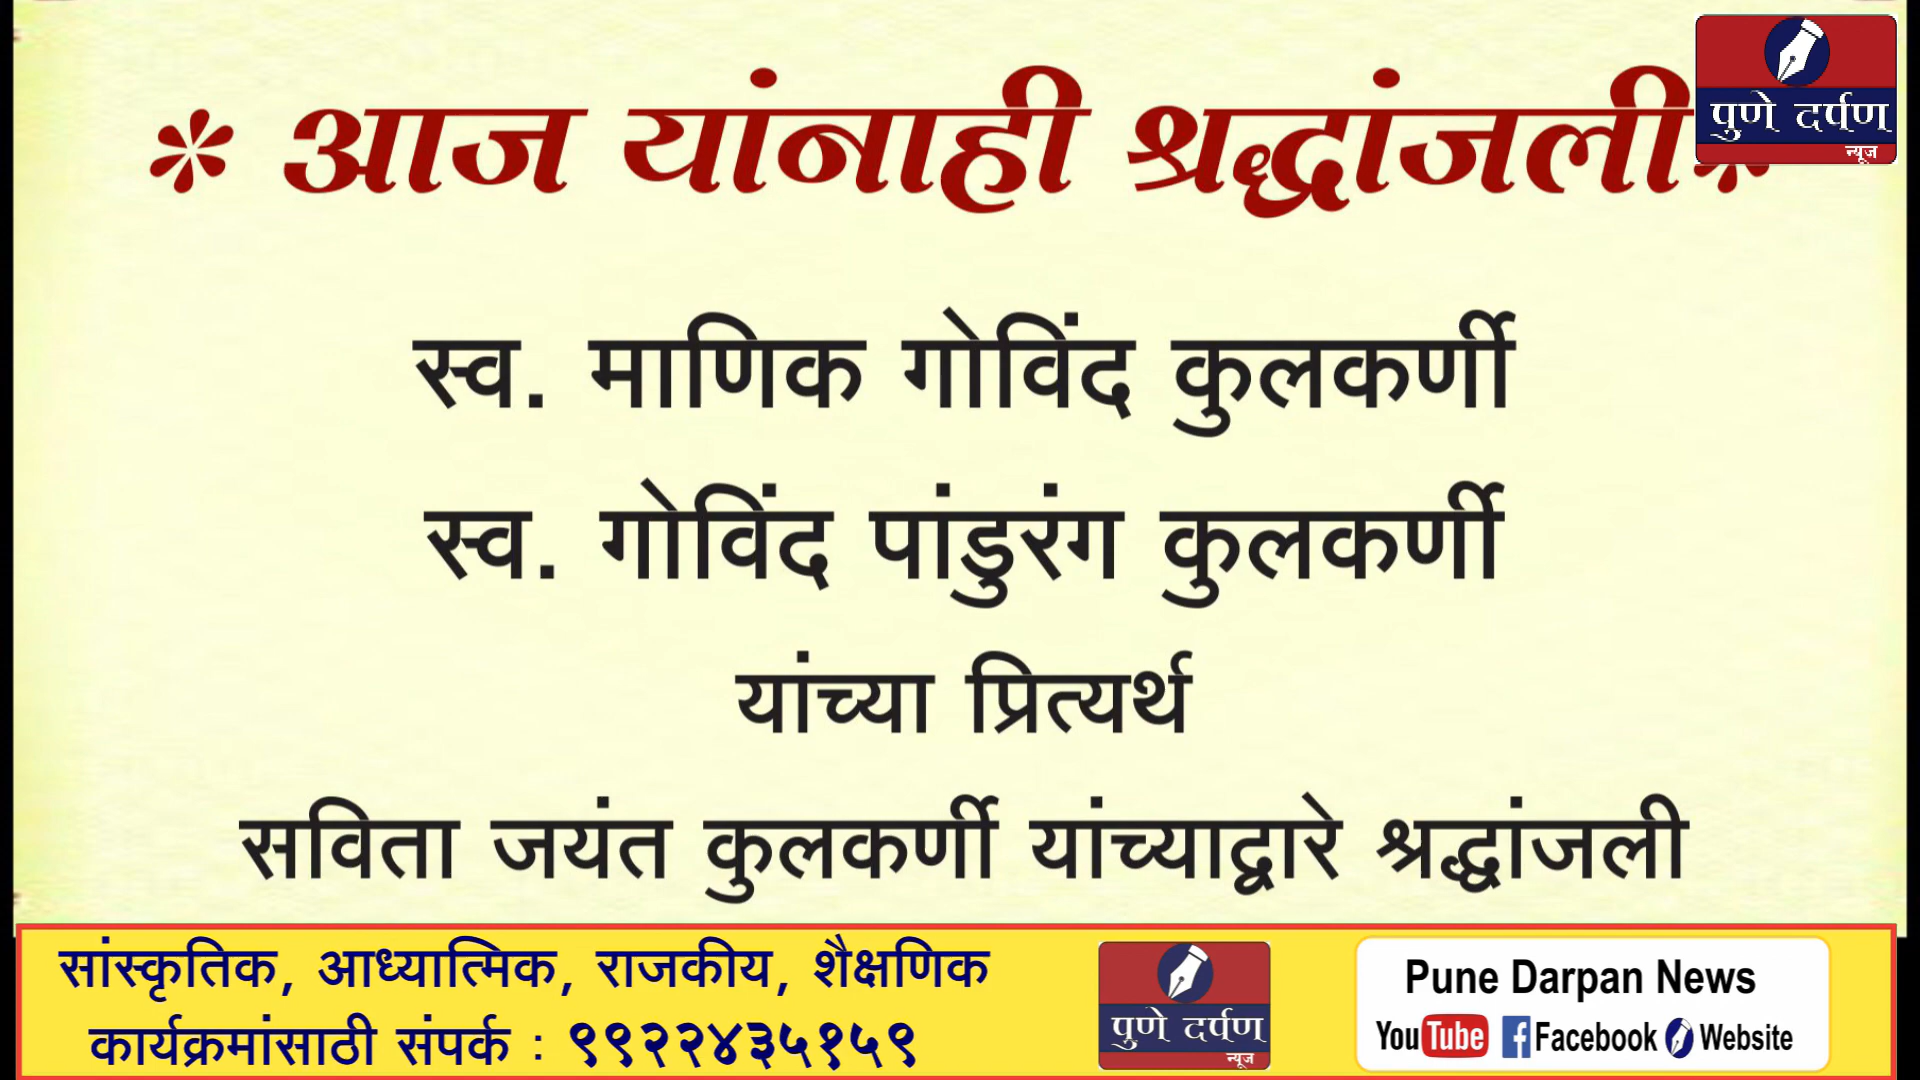 * आज यांनाही श्रद्धांजली *
पुणे दर्पण
न्यूज
स्व. माणिक गोविंद कुलकर्णी
स्व. गोविंद पांडुरंग कुलकर्णी
यांच्या प्रित्यर्थ
सविता जयंत कुलकर्णी यांच्याद्वारे श्रद्धांजली
सांस्कृतिक, आध्यात्मिक, राजकीय, शैक्षणिक
कार्यक्रमांसाठी संपर्क : ९९२२४३५१५९
पुणे दर्पण
न्यूज
Pune Darpan News
YouTube Facebook Website